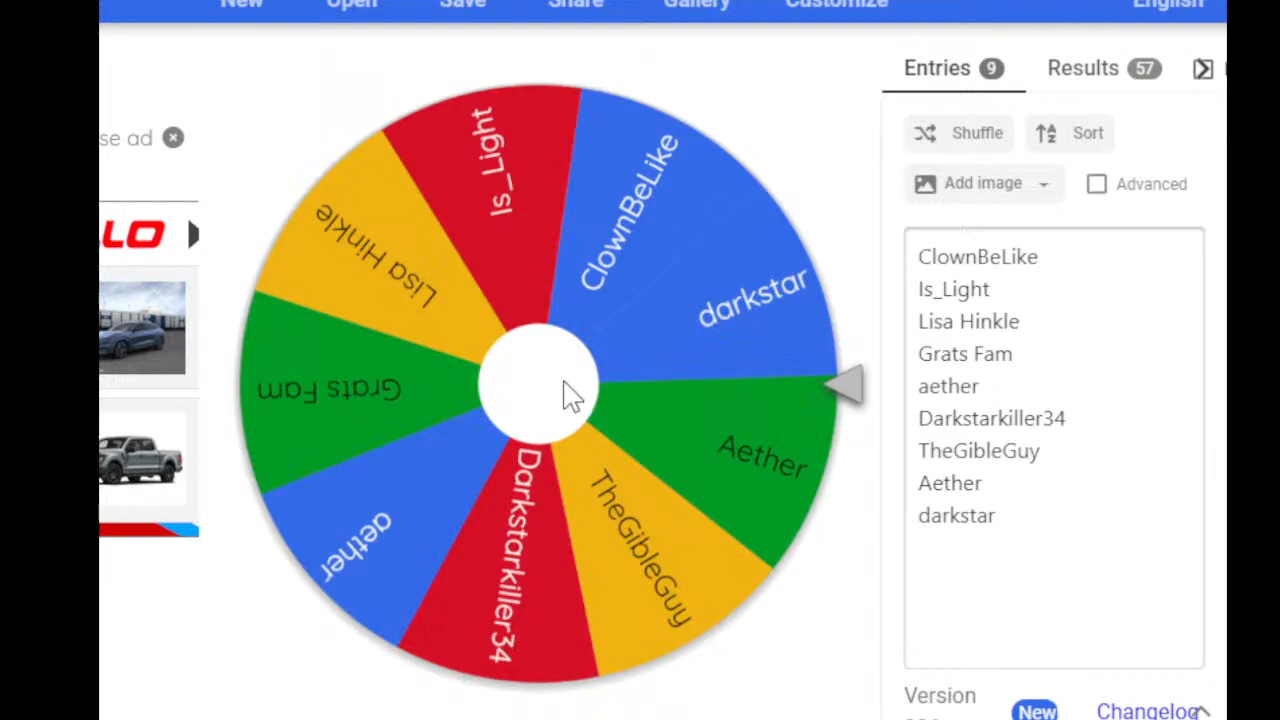 New Open Save Share Gallery Customize English
se ad
LO
Entries 9 Results 57
Shuffle Sort
Add image Advanced
ClownBeLike
Is_Light
Lisa Hinkle
Grats Fam
aether
Darkstarkiller34
TheGibleGuy
Aether
darkstar
Is_Light
ClownBeLike
darkstar
Aether
TheGibleGuy
Darkstarkiller34
aether
Grats Fam
Lisa Hinkle
Version
New Changelog